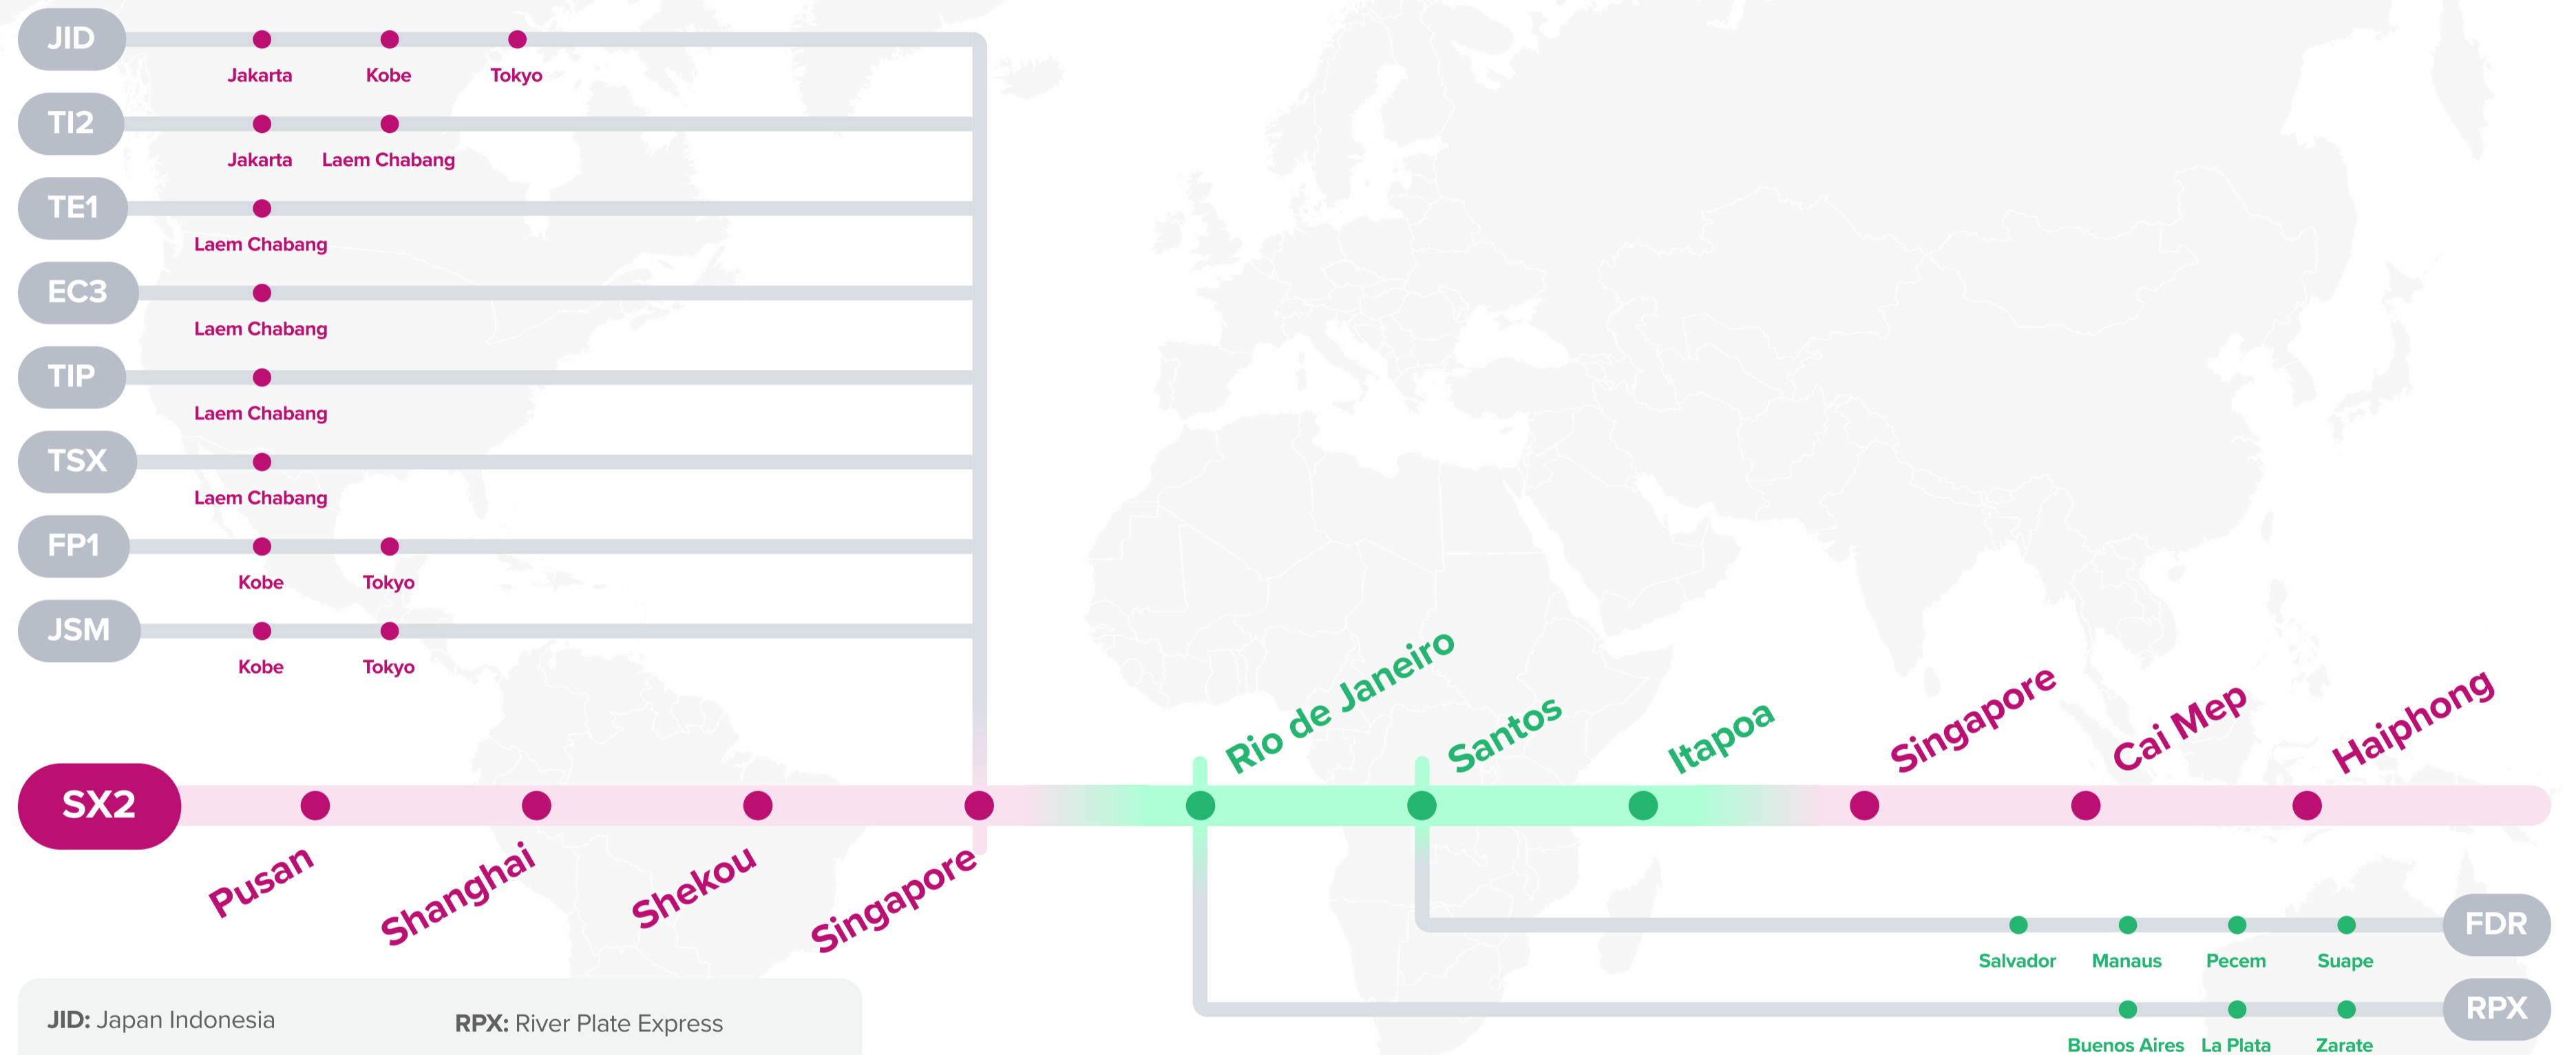 JID
Jakarta Kobe Tokyo
TI2
Jakarta Laem Chabang
TE1
Laem Chabang
EC3
Laem Chabang
TIP
Laem Chabang
TSX
Laem Chabang
FP1
Kobe Tokyo
JSM
Kobe Tokyo
Rio de Janeiro Santos Itapoa Singapore Cai Mep Haiphong
SX2
Pusan Shanghai Shekou Singapore
FDR
Salvador Manaus Pecem Suape
RPX
Buenos Aires La Plata Zarate
JID: Japan Indonesia
RPX: River Plate Express